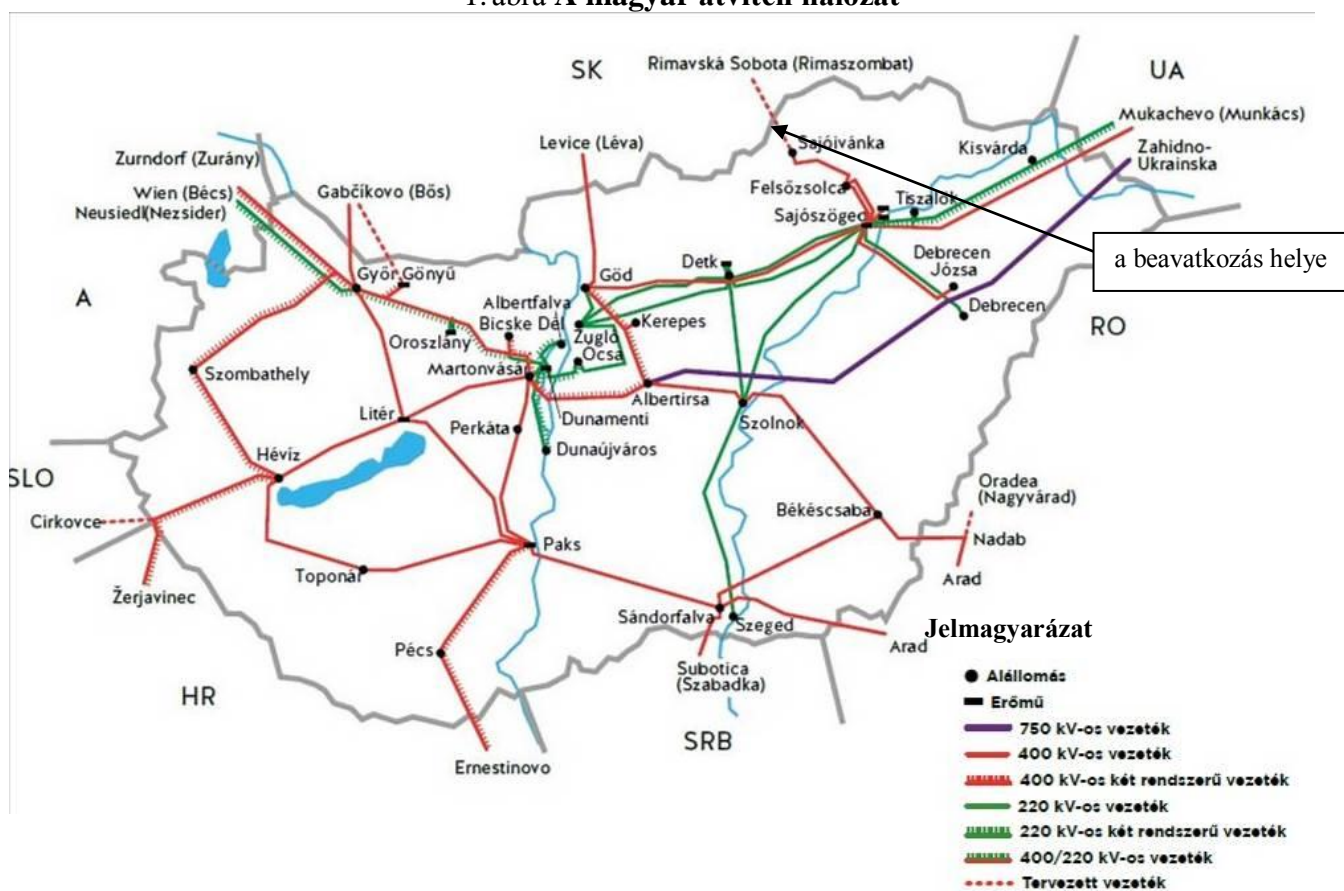 1. ábra A magyar átviteli hálózat
SK
Rimavská Sobota (Rimaszombat)
UA
Mukachevo (Munkács)
Levice (Léva)
Sajóivánka
Kisvárda
Zahidno-
Ukrainska
Zurndorf (Zurány)
Wien (Bécs)
Gabčíkovo (Bős)
Neusiedl(Nezsider)
Felsőzsolca
Tiszalök
Sajószöged
a beavatkozás helye
Debrecen
Józsa
Detk
A
Győr
Gönyű
Göd
Debrecen
RO
Albertfalva
Bicske Dél
Kerepes
Zugló
Oroszlány
Ócsa
Martonvásár
Szombathely
Albertirsa
Dunamenti
Szolnok
Litér
Perkáta
Dunaújváros
Hévíz
SLO
Oradea
(Nagyvárad)
Cirkovce
Békéscsaba
Nadab
Paks
Toponár
Arad
Žerjavinec
Sándorfalva
Szeged
Arad
Pécs
Subotica
(Szabadka)
HR
SRB
Ernestinovo
Jelmagyarázat
Alállomás
Erőmű
750 kV-os vezeték
400 kV-os vezeték
400 kV-os két rendszerű vezeték
220 kV-os vezeték
220 kV-os két rendszerű vezeték
400/220 kV-os vezeték
Tervezett vezeték